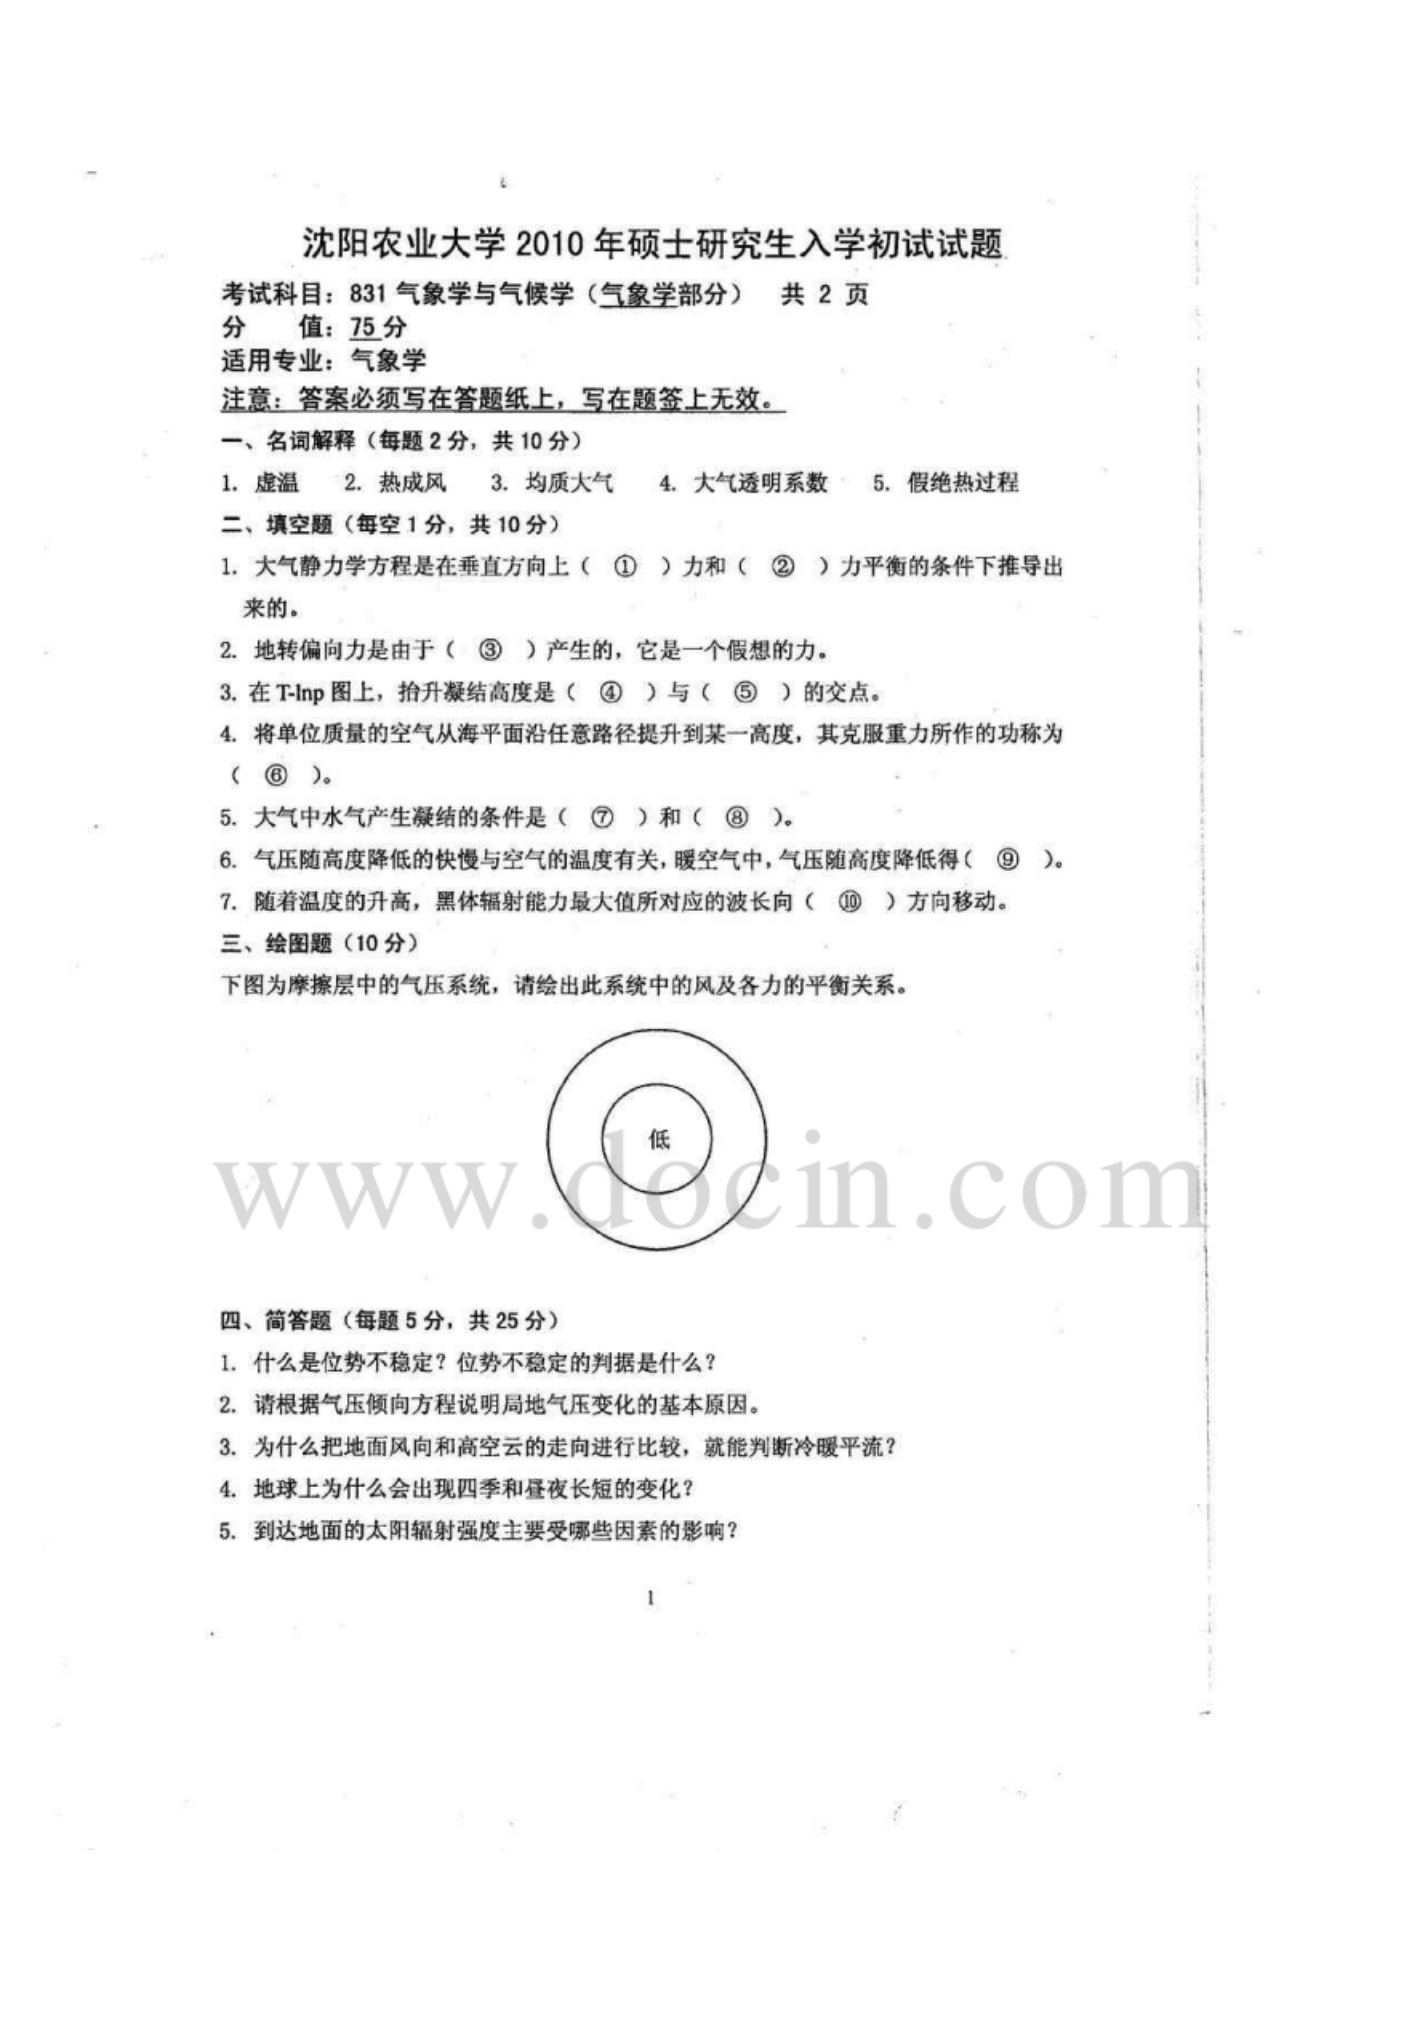 沈阳农业大学 2010 年硕士研究生入学初试试题
考试科目：831 气象学与气候学（气象学部分） 共 2 页
分 值：75 分
适用专业：气象学
注意：答案必须写在答题纸上，写在题签上无效。
一、名词解释（每题 2 分，共 10 分）
1. 虚温 2. 热成风 3. 均质大气 4. 大气透明系数 5. 假绝热过程
二、填空题（每空 1 分，共 10 分）
1. 大气静力学方程是在垂直方向上（ ① ）力和（ ② ）力平衡的条件下推导出
来的。
2. 地转偏向力是由于（ ③ ）产生的，它是一个假想的力。
3. 在 T-lnp 图上，抬升凝结高度是（ ④ ）与（ ⑤ ）的交点。
4. 将单位质量的空气从海平面沿任意路径提升到某一高度，其克服重力所作的功称为
（ ⑥ ）。
5. 大气中水气产生凝结的条件是（ ⑦ ）和（ ⑧ ）。
6. 气压随高度降低的快慢与空气的温度有关，暖空气中，气压随高度降低得（ ⑨ ）。
7. 随着温度的升高，黑体辐射能力最大值所对应的波长向（ ⑩ ）方向移动。
三、绘图题（10 分）
下图为摩擦层中的气压系统，请绘出此系统中的风及各力的平衡关系。
低
www.docin.com
四、简答题（每题 5 分，共 25 分）
1. 什么是位势不稳定？位势不稳定的判据是什么？
2. 请根据气压倾向方程说明局地气压变化的基本原因。
3. 为什么把地面风向和高空云的走向进行比较，就能判断冷暖平流？
4. 地球上为什么会出现四季和昼夜长短的变化？
5. 到达地面的太阳辐射强度主要受哪些因素的影响？
1